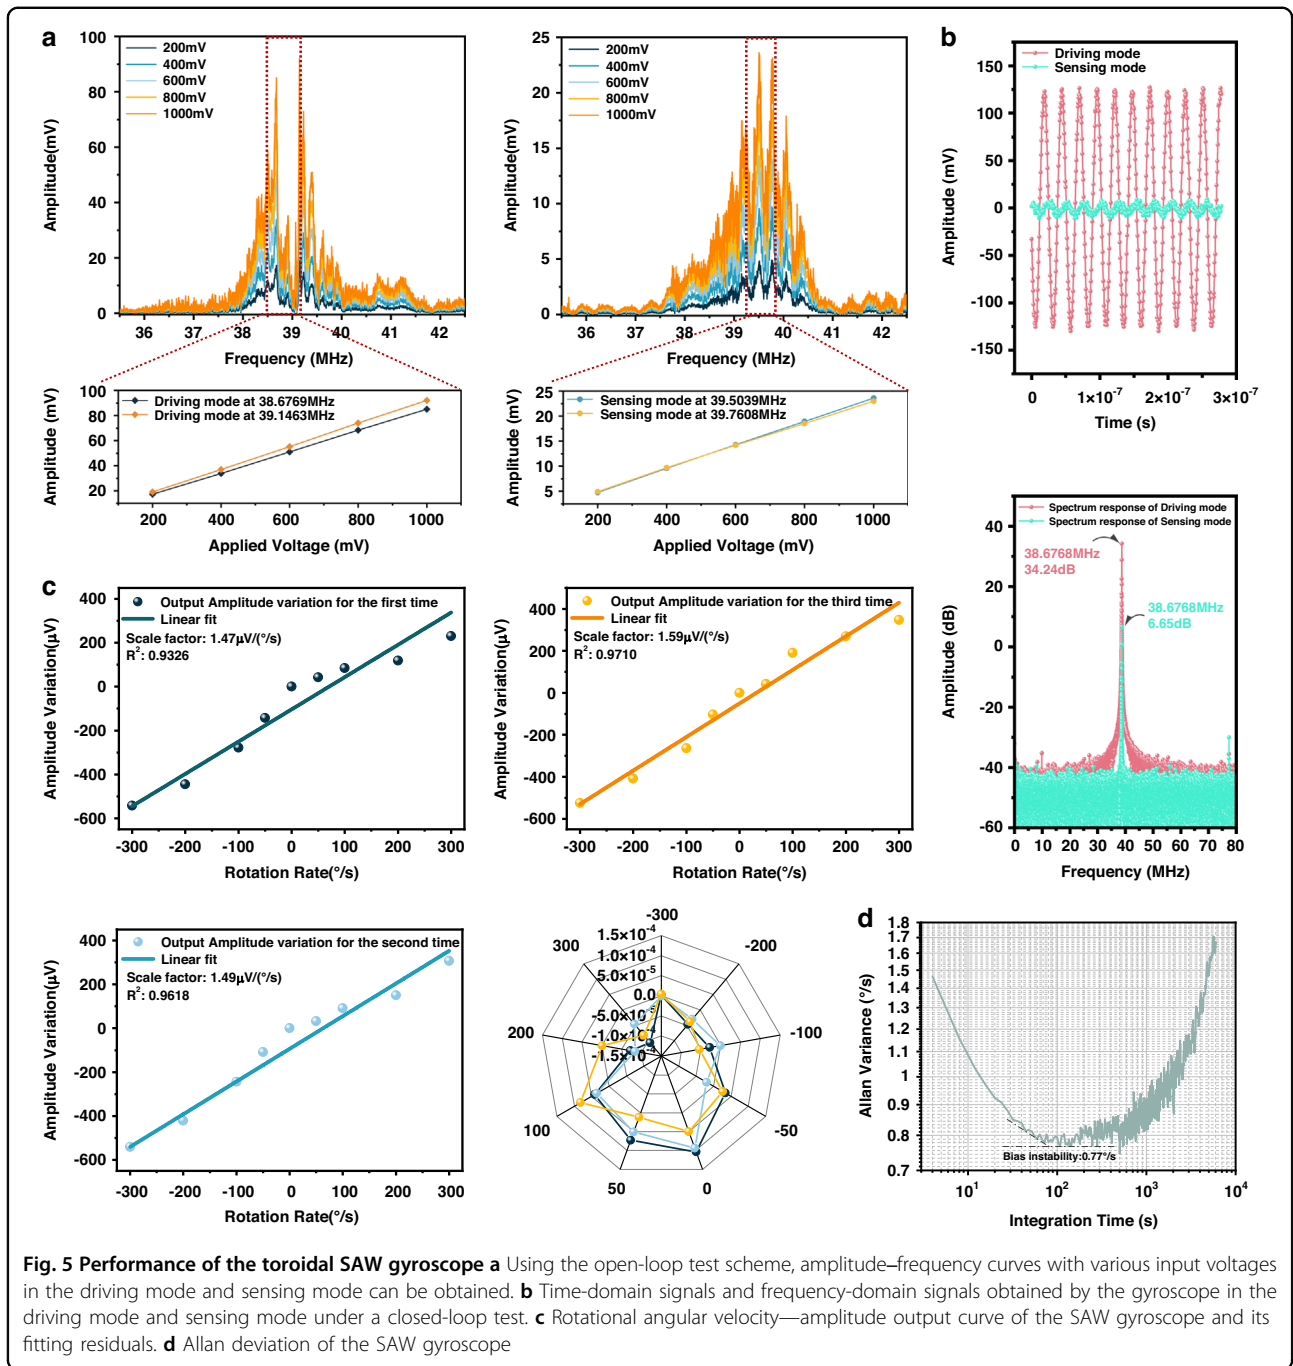 a
100
80
60
40
20
0
Amplitude(mV)
200mV
400mV
600mV
800mV
1000mV
36 37 38 39 40 41 42
Frequency (MHz)
25
20
15
10
5
0
Amplitude(mV)
200mV
400mV
600mV
800mV
1000mV
36 37 38 39 40 41 42
Frequency (MHz)
100
80
60
40
20
Amplitude (mV)
Driving mode at 38.6769MHz
Driving mode at 39.1463MHz
200 400 600 800 1000
Applied Voltage (mV)
25
20
15
10
5
Amplitude (mV)
Sensing mode at 39.5039MHz
Sensing mode at 39.7608MHz
200 400 600 800 1000
Applied Voltage (mV)
b
150
100
50
0
-50
-100
-150
Amplitude (mV)
Driving mode
Sensing mode
0 1×10⁻⁷ 2×10⁻⁷ 3×10⁻⁷
Time (s)
40
20
0
-20
-40
-60
Amplitude (dB)
Spectrum response of Driving mode
Spectrum response of Sensing mode
38.6768MHz
34.24dB
38.6768MHz
6.65dB
0 10 20 30 40 50 60 70 80
Frequency (MHz)
c
400
200
0
-200
-400
-600
Amplitude Variation(μV)
Output Amplitude variation for the first time
Linear fit
Scale factor: 1.47μV/(°/s)
R²: 0.9326
-300 -200 -100 0 100 200 300
Rotation Rate(°/s)
400
200
0
-200
-400
-600
Amplitude Variation(μV)
Output Amplitude variation for the third time
Linear fit
Scale factor: 1.59μV/(°/s)
R²: 0.9710
-300 -200 -100 0 100 200 300
Rotation Rate(°/s)
400
200
0
-200
-400
-600
Amplitude Variation(μV)
Output Amplitude variation for the second time
Linear fit
Scale factor: 1.49μV/(°/s)
R²: 0.9618
-300 -200 -100 0 100 200 300
Rotation Rate(°/s)
-300
-200
-100
-50
0
50
100
200
300
1.5×10⁻⁴
1.0×10⁻⁴
5.0×10⁻⁵
0.0
-5.0×10⁻⁵
-1.0×10⁻⁴
-1.5×10⁻⁴
d
1.8
1.7
1.6
1.5
1.4
1.3
1.2
1.1
1
0.9
0.8
0.7
Allan Variance (°/s)
Bias instability:0.77°/s
10¹ 10² 10³ 10⁴
Integration Time (s)
Fig. 5 Performance of the toroidal SAW gyroscope a Using the open-loop test scheme, amplitude–frequency curves with various input voltages
in the driving mode and sensing mode can be obtained. b Time-domain signals and frequency-domain signals obtained by the gyroscope in the
driving mode and sensing mode under a closed-loop test. c Rotational angular velocity—amplitude output curve of the SAW gyroscope and its
fitting residuals. d Allan deviation of the SAW gyroscope